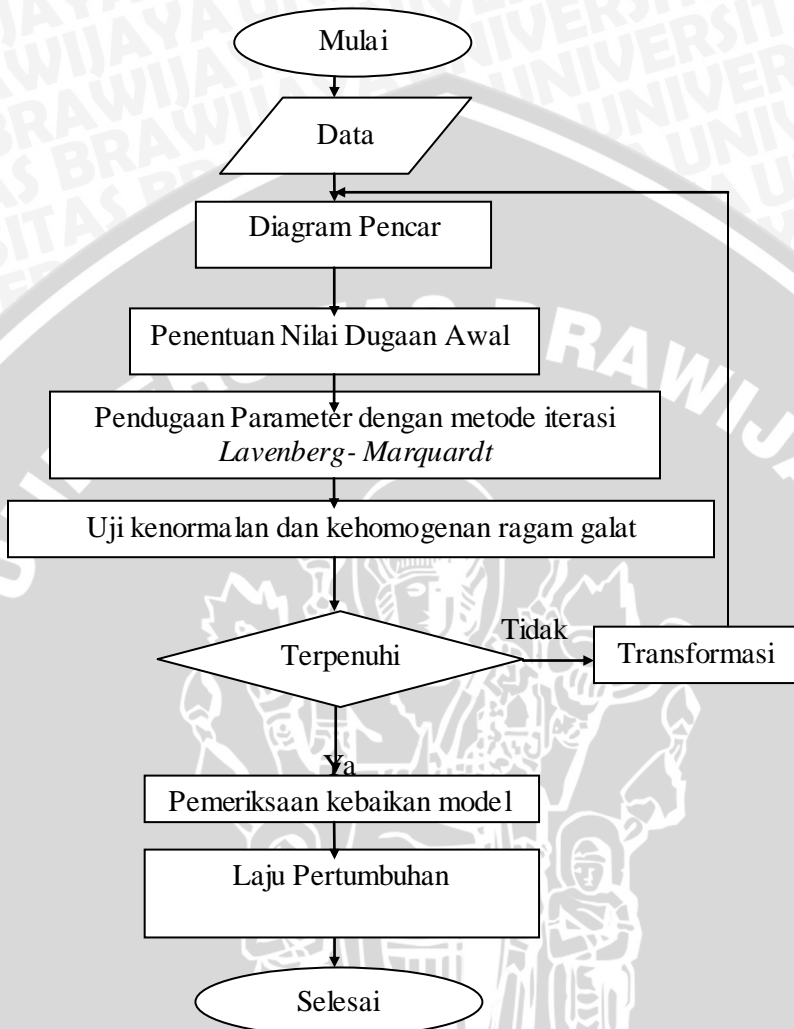 Mulai
Data
Diagram Pencar
Penentuan Nilai Dugaan Awal
Pendugaan Parameter dengan metode iterasi
Lavenberg- Marquardt
Uji kenormalan dan kehomogenan ragam galat
Terpenuhi
Tidak
Transformasi
Ya
Pemeriksaan kebaikan model
Laju Pertumbuhan
Selesai